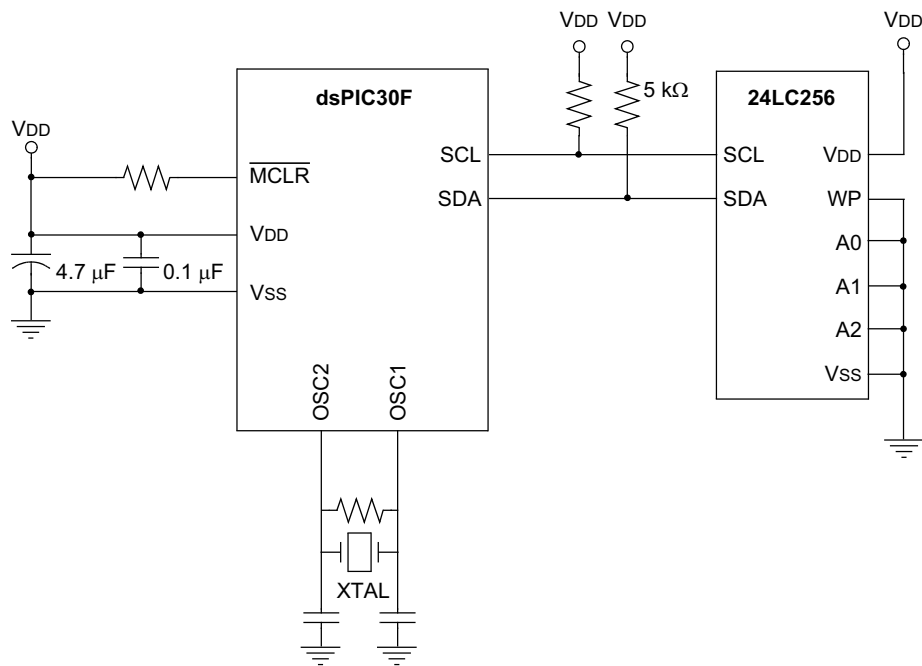 VDD
VDD
VDD
dsPIC30F
24LC256
5 kΩ
VDD
SCL
SCL
VDD
MCLR
SDA
SDA
WP
VDD
A0
4.7 μF
0.1 μF
VSS
A1
A2
VSS
OSC2
OSC1
XTAL